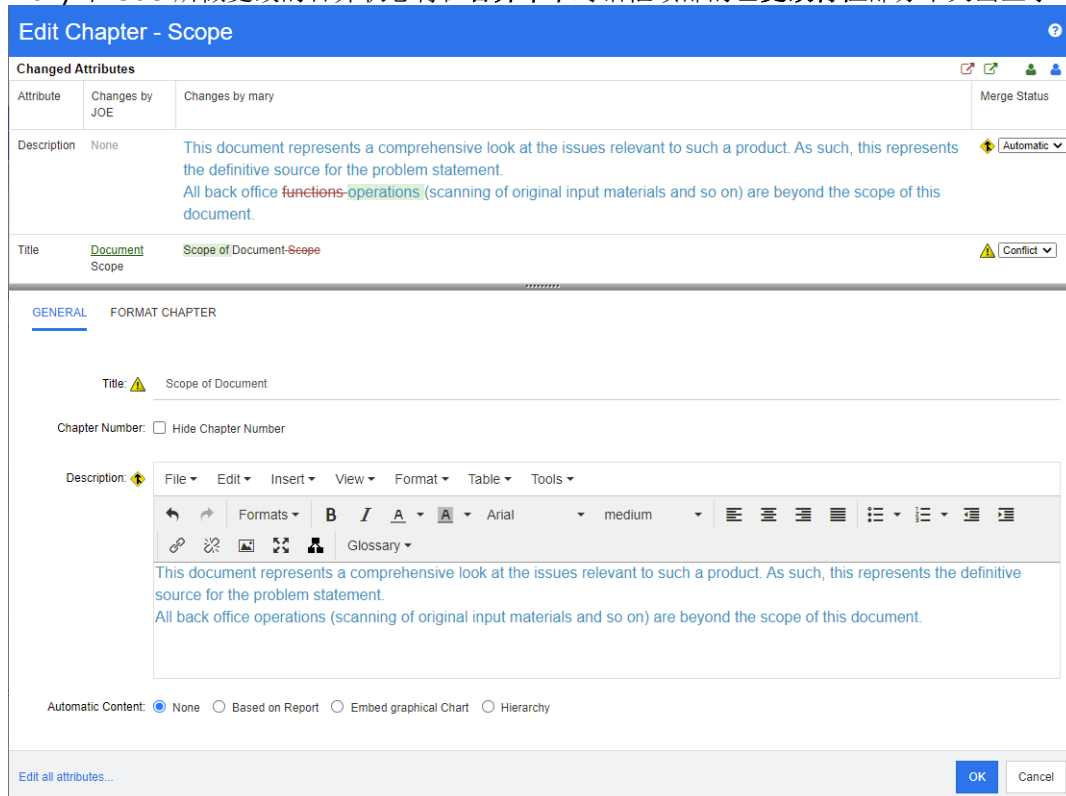 Edit Chapter - Scope
Changed Attributes
Attribute Changes by JOE Changes by mary Merge Status
Description None This document represents a comprehensive look at the issues relevant to such a product. As such, this represents
the definitive source for the problem statement.
All back office functions operations (scanning of original input materials and so on) are beyond the scope of this
document.
Automatic
Title Document Scope Scope of Document Scope Conflict
GENERAL FORMAT CHAPTER
Title: Scope of Document
Chapter Number: Hide Chapter Number
Description: File Edit Insert View Format Table Tools
Formats B I A A Arial medium
Glossary
This document represents a comprehensive look at the issues relevant to such a product. As such, this represents the definitive
source for the problem statement.
All back office operations (scanning of original input materials and so on) are beyond the scope of this document.
Automatic Content: None Based on Report Embed graphical Chart Hierarchy
Edit all attributes... OK Cancel